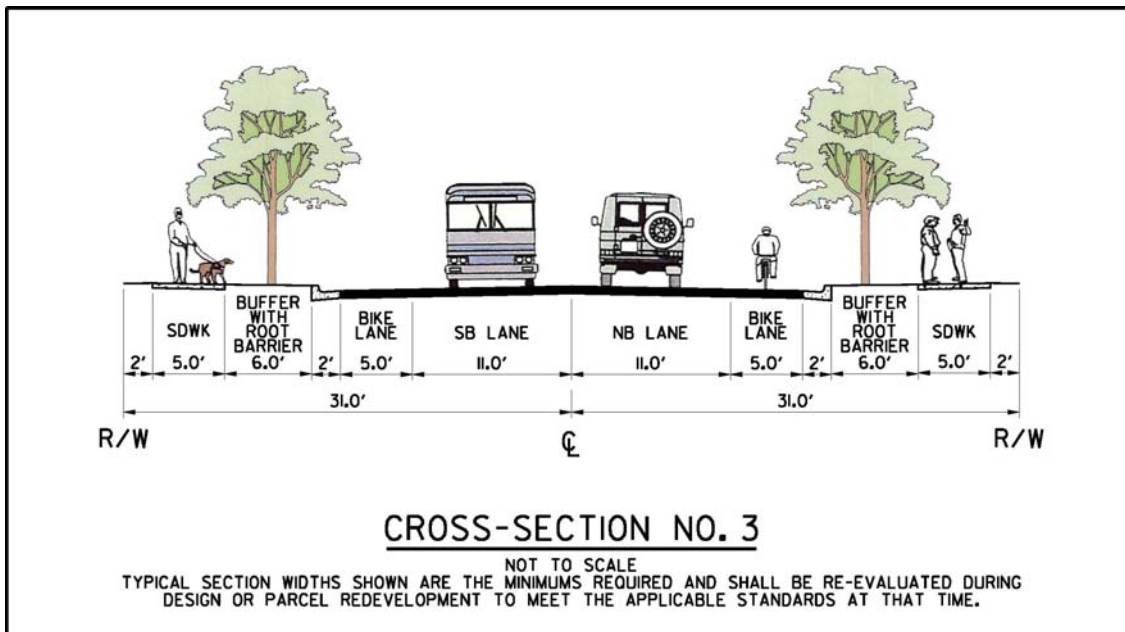 SDWK
BUFFER
WITH
ROOT
BARRIER
BIKE
LANE
SB LANE
NB LANE
BIKE
LANE
BUFFER
WITH
ROOT
BARRIER
SDWK
2' 5.0' 6.0' 2' 5.0' 11.0' 11.0' 5.0' 2' 6.0' 5.0' 2'
31.0' 31.0'
R/W ℄ R/W
CROSS-SECTION NO. 3
NOT TO SCALE
TYPICAL SECTION WIDTHS SHOWN ARE THE MINIMUMS REQUIRED AND SHALL BE RE-EVALUATED DURING
DESIGN OR PARCEL REDEVELOPMENT TO MEET THE APPLICABLE STANDARDS AT THAT TIME.